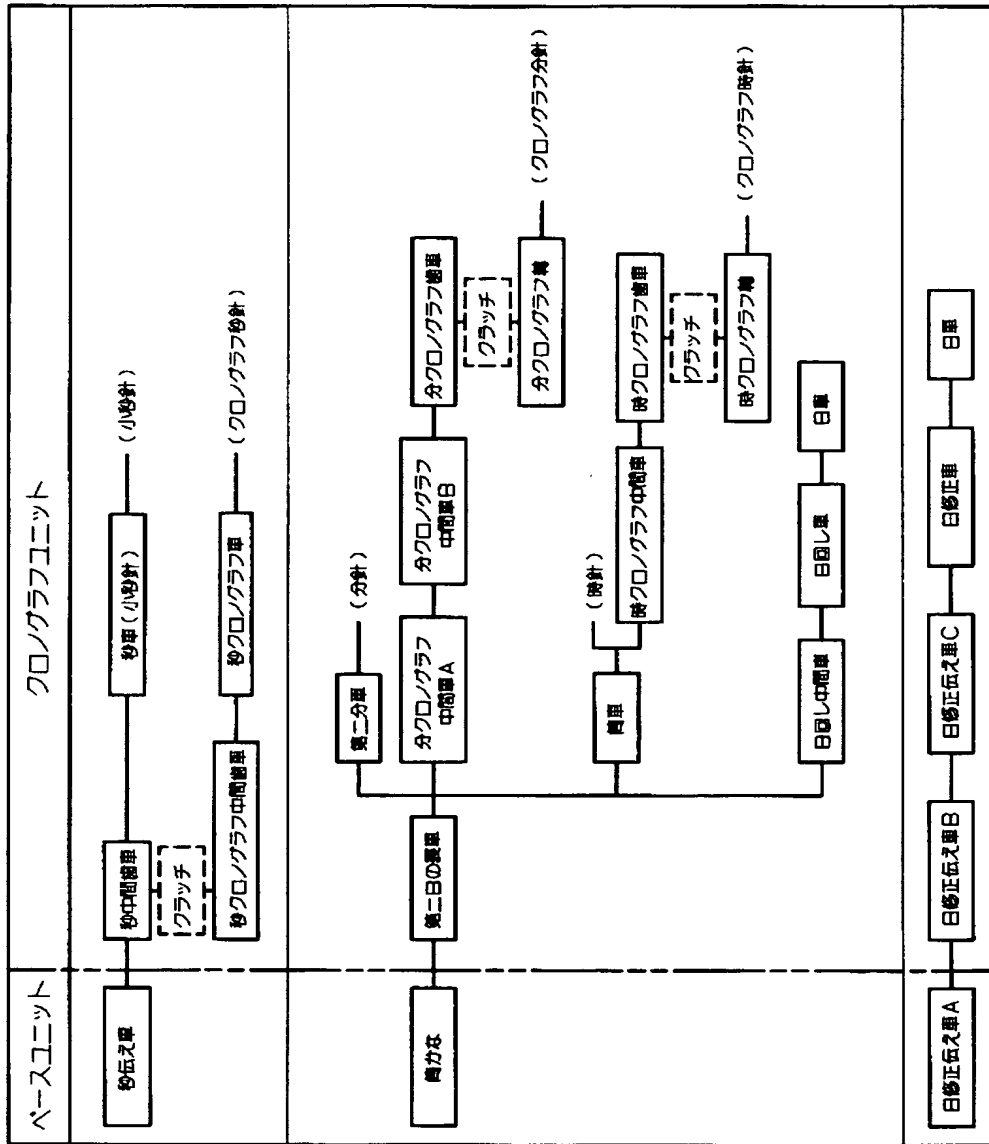 ベースユニット
クロノグラフユニット
秒伝え車
秒中間歯車
秒車(小秒針)
(小秒針)
クラッチ
秒クロノグラフ中間歯車
秒クロノグラフ車
(クロノグラフ秒針)
筒かな
第二日の裏車
第二分車
(分針)
分クロノグラフ
中間車A
分クロノグラフ
中間車B
分クロノグラフ歯車
クラッチ
分クロノグラフ軸
(クロノグラフ分針)
筒車
(時針)
時クロノグラフ中間車
時クロノグラフ歯車
クラッチ
時クロノグラフ軸
(クロノグラフ時針)
日回し中間車
日回し車
日車
日修正伝え車A
日修正伝え車B
日修正伝え車C
日修正車
日車